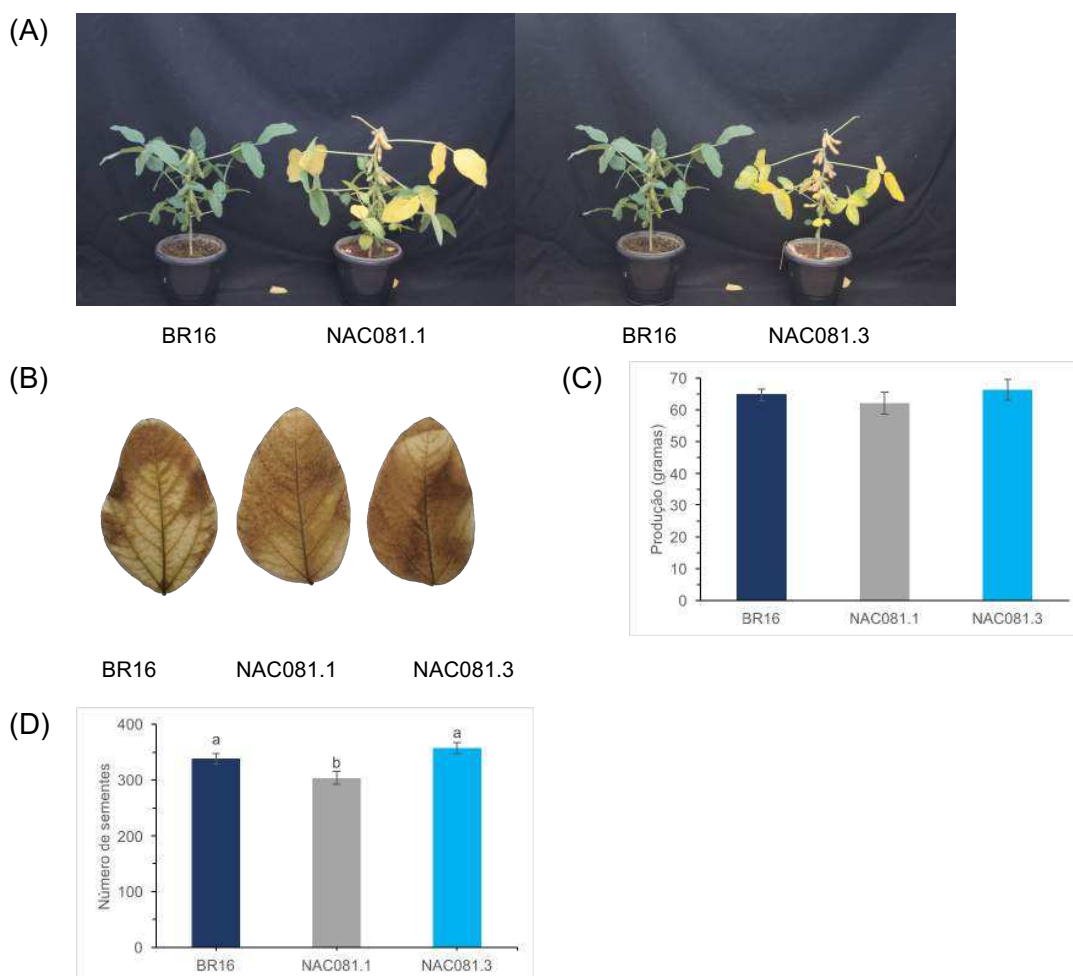 (A)
BR16 NAC081.1 BR16 NAC081.3
(B)
BR16 NAC081.1 NAC081.3
(C)
70
60
50
40
30
20
10
0
Produção (gramas)
BR16 NAC081.1 NAC081.3
(D)
400
300
200
100
0
Número de sementes
a b a
BR16 NAC081.1 NAC081.3